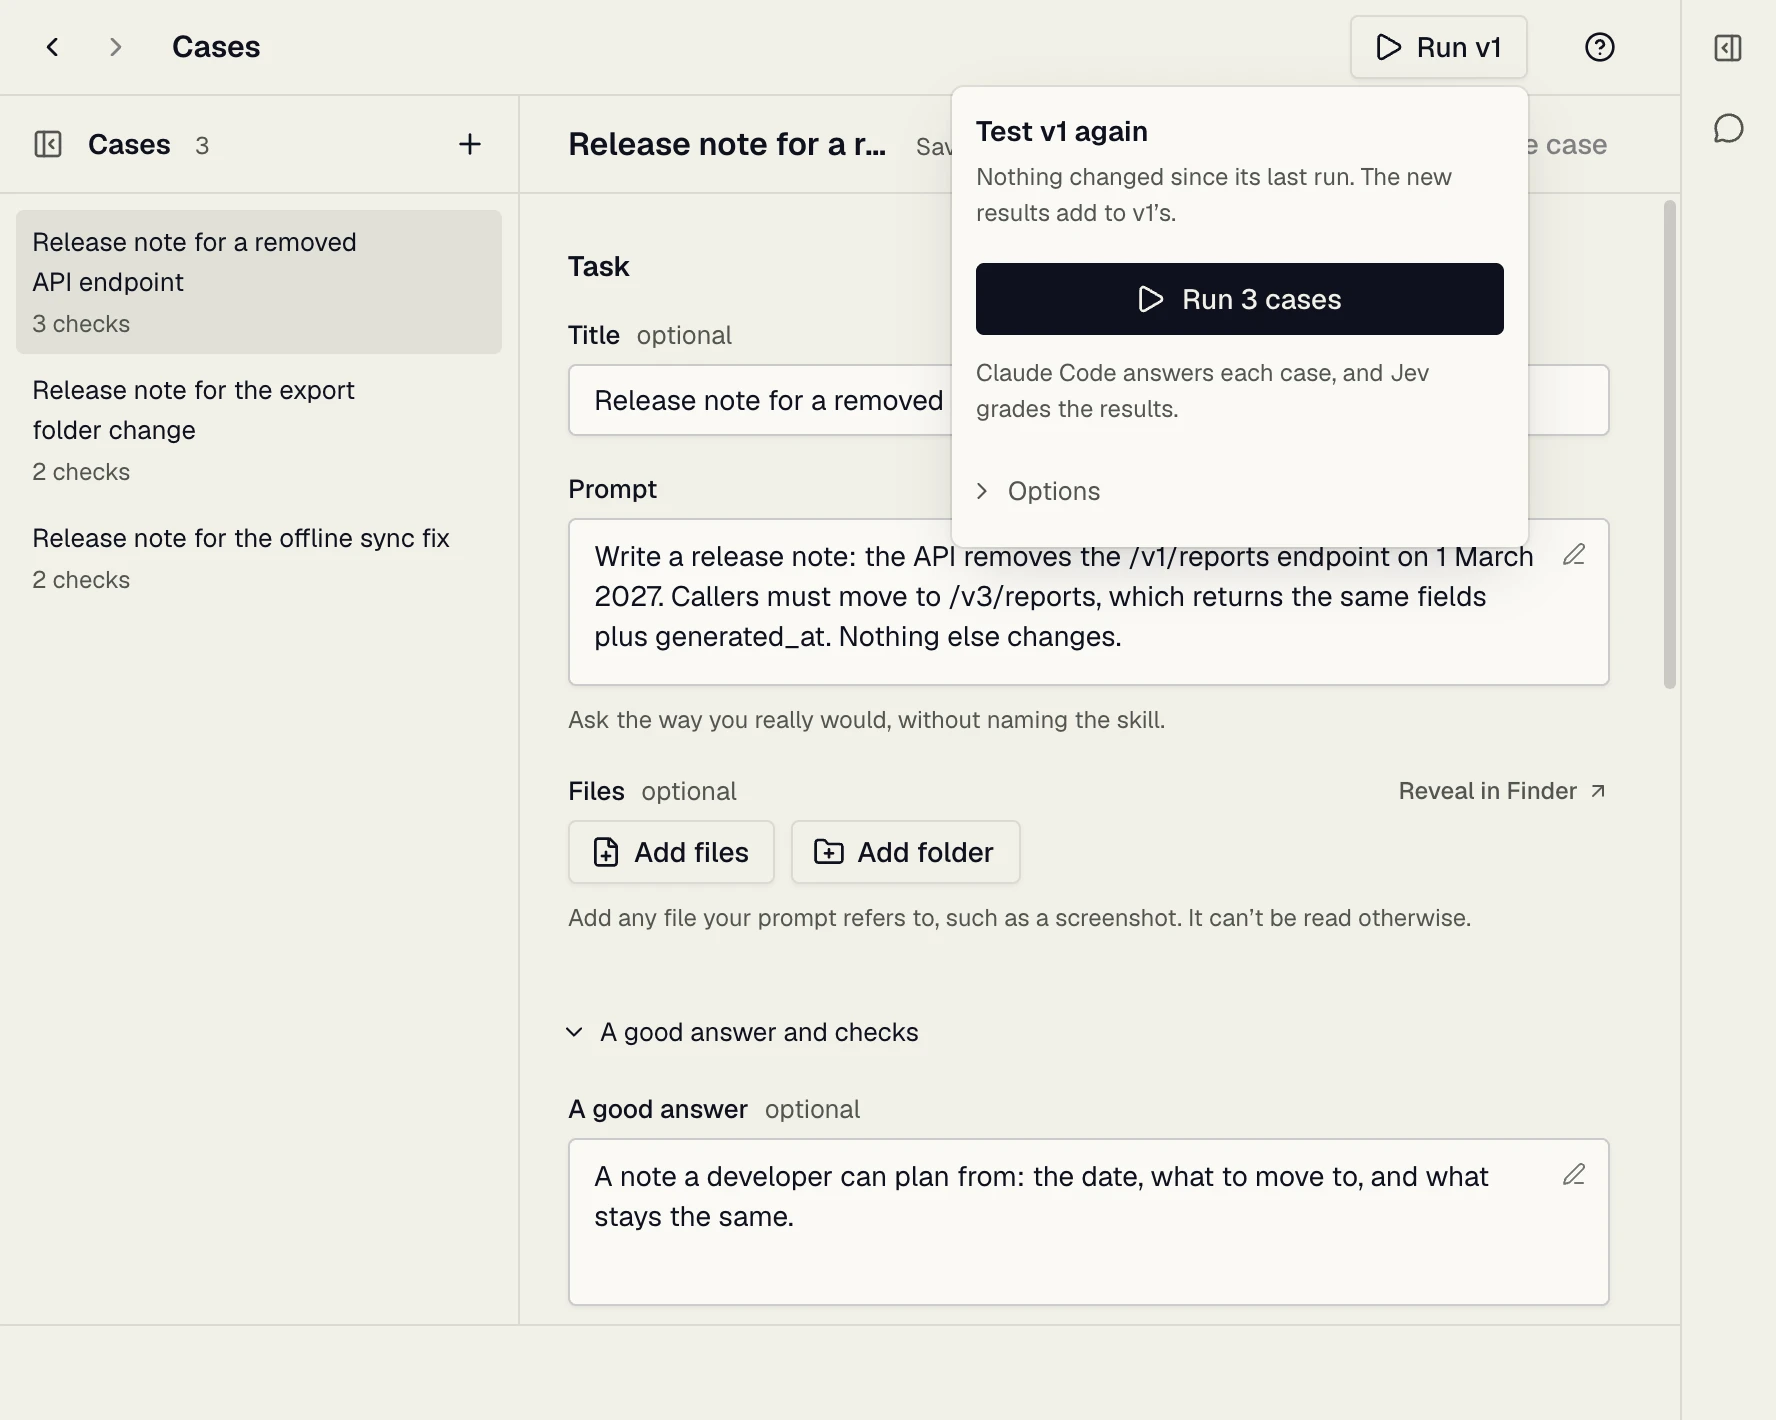 Cases
Run v1
Cases 3
Release note for a r...
Test v1 again
Nothing changed since its last run. The new
results add to v1’s.
Run 3 cases
Claude Code answers each case, and Jev
grades the results.
Options
case
Release note for a removed
API endpoint
3 checks
Release note for the export
folder change
2 checks
Release note for the offline sync fix
2 checks
Task
Title optional
Release note for a removed
Prompt
Write a release note: the API removes the /v1/reports endpoint on 1 March
2027. Callers must move to /v3/reports, which returns the same fields
plus generated_at. Nothing else changes.
Ask the way you really would, without naming the skill.
Files optional
Reveal in Finder
Add files
Add folder
Add any file your prompt refers to, such as a screenshot. It can’t be read otherwise.
A good answer and checks
A good answer optional
A note a developer can plan from: the date, what to move to, and what
stays the same.